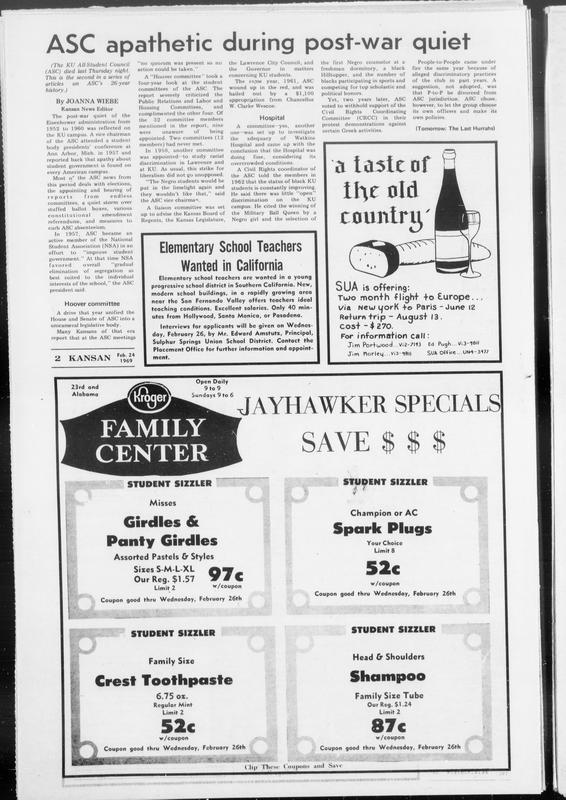 ASC apathetic during post-war quiet
(The KU All-Student Council
(ASC) died last Thursday night.
This is the second in a series of
articles on ASC's 26-year
history.)
By JOANNA WIEBE
Kansan News Editor
The post-war quiet of the
Eisenhower administration from
1952 to 1960 was reflected on
the KU campus. A vice chairman
of the ASC attended a student
body presidents' conference at
Ann Arbor, Mich. in 1957 and
reported back that apathy about
student government is found on
every American campus.
Most of the ASC news from
this period deals with elections,
the appointing and hearing of
reports from endless
committees, a quiet storm over
stuffed ballot boxes, various
constitutional amendment
referendums, and measures to
curb ASC absenteeism.
In 1957, ASC became an
active member of the National
Student Association (NSA) in an
effort to "improve student
government." At that time NSA
favored overall "gradual
elimination of segregation as
best suited to the individual
interests of the school," the ASC
president said.
Hoover committee
A drive that year unified the
House and Senate of ASC into a
unicameral legislative body.
Many Kansans of that era
report that at the ASC meetings
"no quorum was present so no
action could be taken."
A "Hoover committee" took a
four-year look at the student
committees of the ASC. The
report severely criticized the
Public Relations and Labor and
Housing Committees, and
complimented the other four. Of
the 32 committee members
mentioned in the report, nine
were unaware of being
appointed. Two committees (12
members) had never met.
In 1959, another committee
was appointed—to study racial
discrimination in Lawrence and
at KU. As usual, this strike for
liberalism did not go unopposed.
"The Negro students would be
put in the limelight again and
they wouldn't like that," said
the ASC vice chairman.
A liaison committee was set
up to advise the Kansas Board of
Regents, the Kansas Legislature,
the Lawrence City Council, and
the Governor in matters
concerning KU students.
The same year, 1961, ASC
wound up in the red, and was
bailed out by a $1,100
appropriation from Chancellor
W. Clarke Wescoe.
Hospital
A committee—yes, another
one—was set up to investigate
the adequacy of Watkins
Hospital and came up with the
conclusion that the Hospital was
doing fine, considering its
overcrowded conditions.
A Civil Rights coordinator of
the ASC told the members in
1962 that the status of black KU
students is constantly improving.
He said there was little "open"
discrimination on the KU
campus. He cited the winning of
the Military Ball Queen by a
Negro girl and the selection of
the first Negro counselor at a
freshman dormitory, a black
Hilltopper, and the number of
blacks participating in sports and
competing for top scholastic and
political honors.
Yet, two years later, ASC
voted to withhold support of the
Civil Rights Coordinating
Committee (CRCC) in their
protest demonstrations against
certain Greek activities.
People-to-People came under
fire the same year because of
alleged discriminatory practices
of the club in past years. A
suggestion, not adopted, was
that P-to-P be divorced from
ASC jurisdiction. ASC chose,
however, to let the group choose
its own officers and make its
own policies.
(Tomorrow: The Last Hurrahs)
Elementary School Teachers
Wanted in California
Elementary school teachers are wanted in a young
progressive school district in Southern California. New,
modern school buildings, in a rapidly growing area
near the San Fernando Valley offers teachers ideal
teaching conditions. Excellent salaries. Only 40 min-
utes from Hollywood, Santa Monica, or Pasadena.
Interviews for applicants will be given on Wednes-
day, February 26, by Mr. Edward Amstutz, Principal,
Sulphur Springs Union School District. Contact the
Placement Office for further information and appoint-
ment.
'a taste of
the old
country'
SUA is offering:
Two month flight to Europe...
via New York to Paris - June 12
Return trip - August 13.
cost - $270.
For information call:
Jim Portwood...VI2-7193 Ed Pugh...VI3-9811
Jim Morley...VI3-9811 SUA Office...UN4-3477
2 KANSAN Feb. 24
1969
23rd and
Alabama
Open Daily
9 to 9
Sundays 9 to 6
Kroger
FAMILY
CENTER
JAYHAWKER SPECIALS
SAVE $ $ $
STUDENT SIZZLER
Misses
Girdles &
Panty Girdles
Assorted Pastels & Styles
Sizes S-M-L-XL
Our Reg. $1.57
Limit 2
97c
w/coupon
Coupon good thru Wednesday, February 26th
STUDENT SIZZLER
Champion or AC
Spark Plugs
Your Choice
Limit 8
52c
w/coupon
Coupon good thru Wednesday, February 26th
STUDENT SIZZLER
Family Size
Crest Toothpaste
6.75 oz.
Regular Mint
Limit 2
52c
w/coupon
Coupon good thru Wednesday, February 26th
STUDENT SIZZLER
Head & Shoulders
Shampoo
Family Size Tube
Our Reg. $1.24
Limit 2
87c
w/coupon
Coupon good thru Wednesday, February 26th
Clip These Coupons and Save